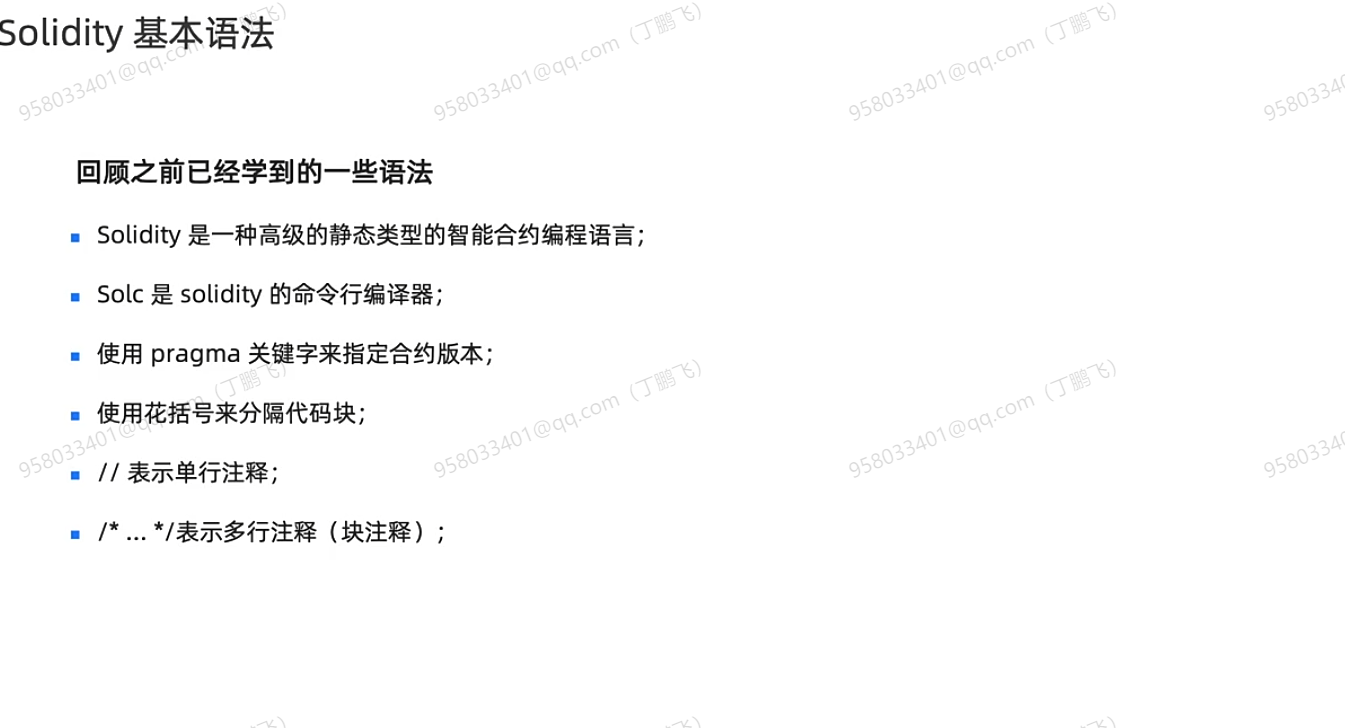 Solidity 基本语法
958033401@qq.com（丁鹏飞）
958033401@qq.com（丁鹏飞）
958033401@qq.com（丁鹏飞）
9580334
回顾之前已经学到的一些语法
Solidity 是一种高级的静态类型的智能合约编程语言；
Solc 是 solidity 的命令行编译器；
使用 pragma 关键字来指定合约版本；
使用花括号来分隔代码块；
958033401@qq.com（丁鹏飞）
958033401@qq.com（丁鹏飞）
958033401@qq.com（丁鹏飞）
9580334
// 表示单行注释；
/* ... */表示多行注释（块注释）;